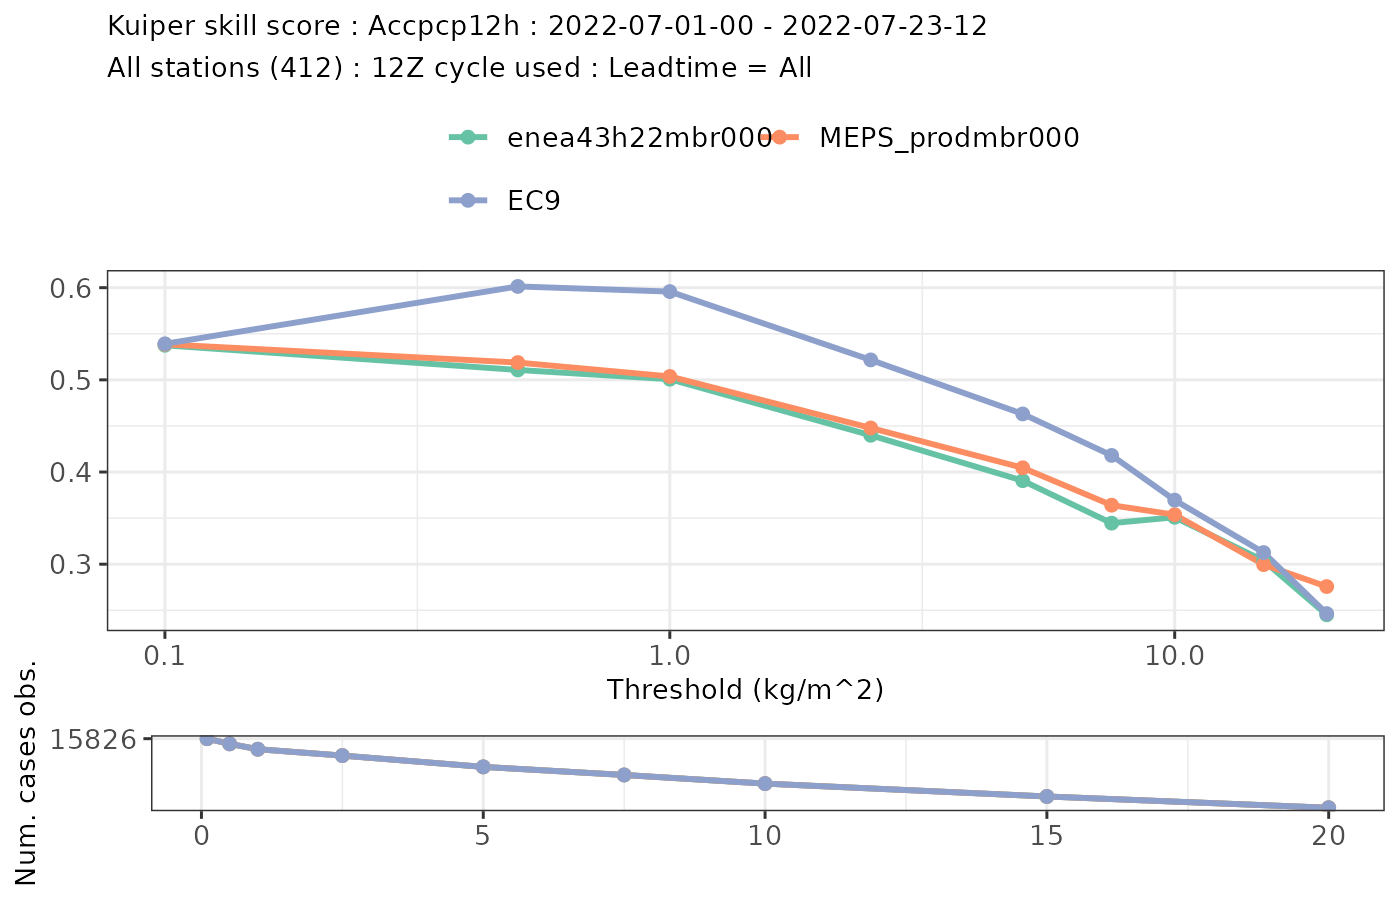 Kuiper skill score : Accpcp12h : 2022-07-01-00 - 2022-07-23-12
All stations (412) : 12Z cycle used : Leadtime = All
enea43h22mbr000 MEPS_prodmbr000
EC9
0.6
0.5
0.4
0.3
0.1 1.0 10.0
Threshold (kg/m^2)
Num. cases obs.
15826
0 5 10 15 20